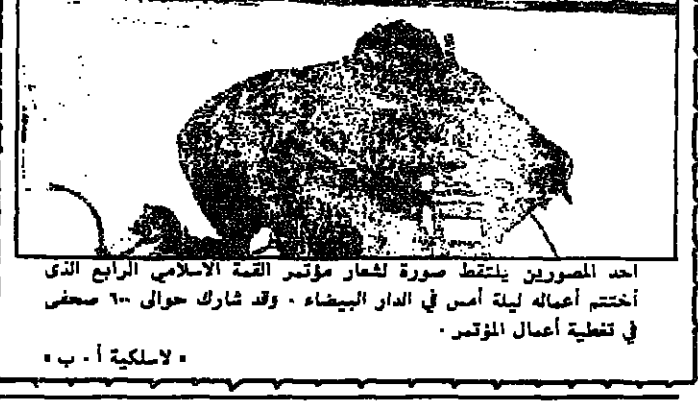 احد المصورين يلتقط صورة لشعار مؤتمر القمة الاسلامي الرابع الذى
أختتم أعماله ليلة أمس في الدار البيضاء . وقد شارك حوالى ٦٠٠ صحفى
في تغطية أعمال المؤتمر .
« لاسلكية أ . ب »